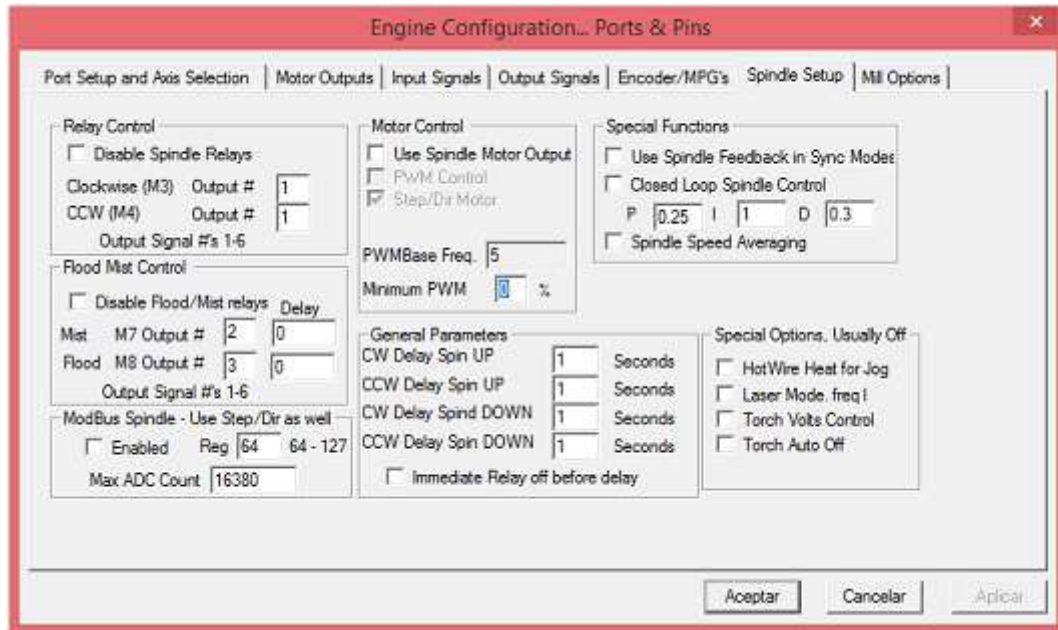 Engine Configuration... Ports & Pins
Port Setup and Axis Selection
Motor Outputs
Input Signals
Output Signals
Encoder/MPG's
Spindle Setup
Mill Options
Relay Control
Disable Spindle Relays
Clockwise (M3) Output # 1
CCW (M4) Output # 1
Output Signal #'s 1-6
Flood Mist Control
Disable Flood/Mist relays Delay
Mist M7 Output # 2 0
Flood M8 Output # 3 0
Output Signal #'s 1-6
ModBus Spindle - Use Step/Dir as well
Enabled Reg 64 64 - 127
Max ADC Count 16380
Motor Control
Use Spindle Motor Output
PWM Control
Step/Dir Motor
PWMBase Freq. 5
Minimum PWM 0 %
General Parameters
CW Delay Spin UP 1 Seconds
CCW Delay Spin UP 1 Seconds
CW Delay Spind DOWN 1 Seconds
CCW Delay Spin DOWN 1 Seconds
Immediate Relay off before delay
Special Functions
Use Spindle Feedback in Sync Modes
Closed Loop Spindle Control
P 0.25 I 1 D 0.3
Spindle Speed Averaging
Special Options, Usually Off
HotWire Heat for Jog
Laser Mode. freq I
Torch Volts Control
Torch Auto Off
Aceptar
Cancelar
Aplicar